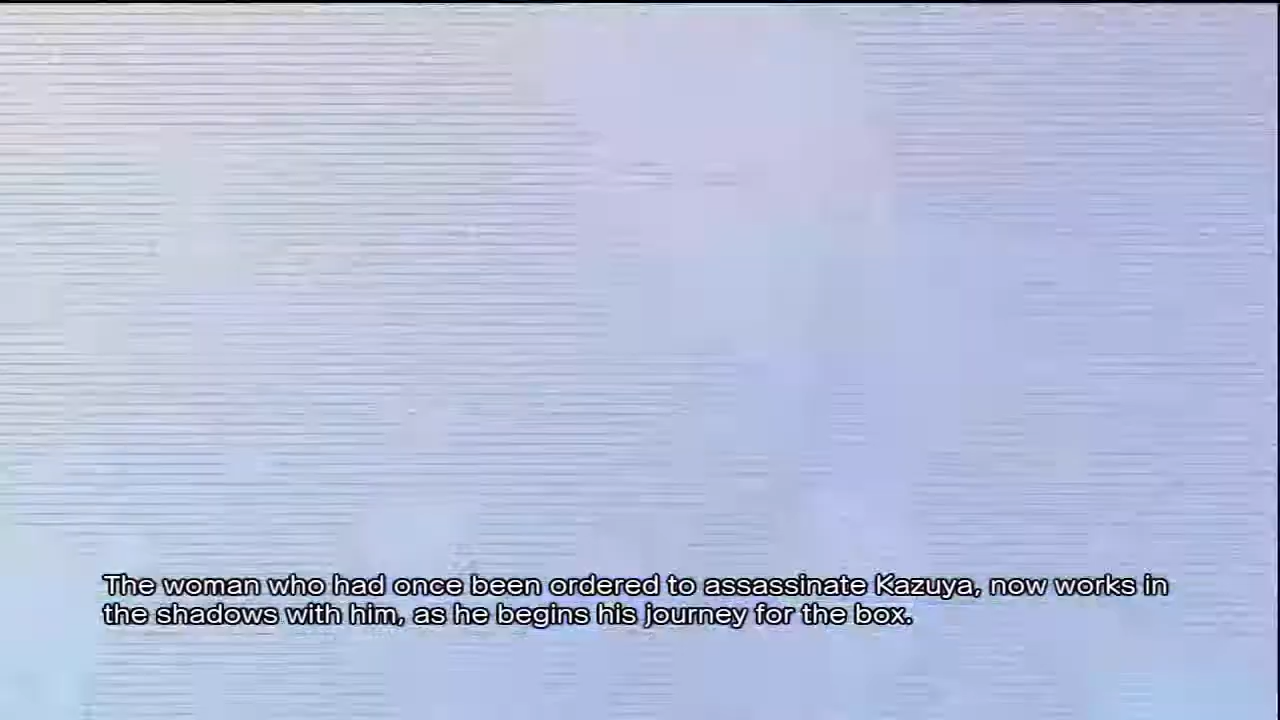 The woman who had once been ordered to assassinate Kazuya, now works in
the shadows with him, as he begins his journey for the box.